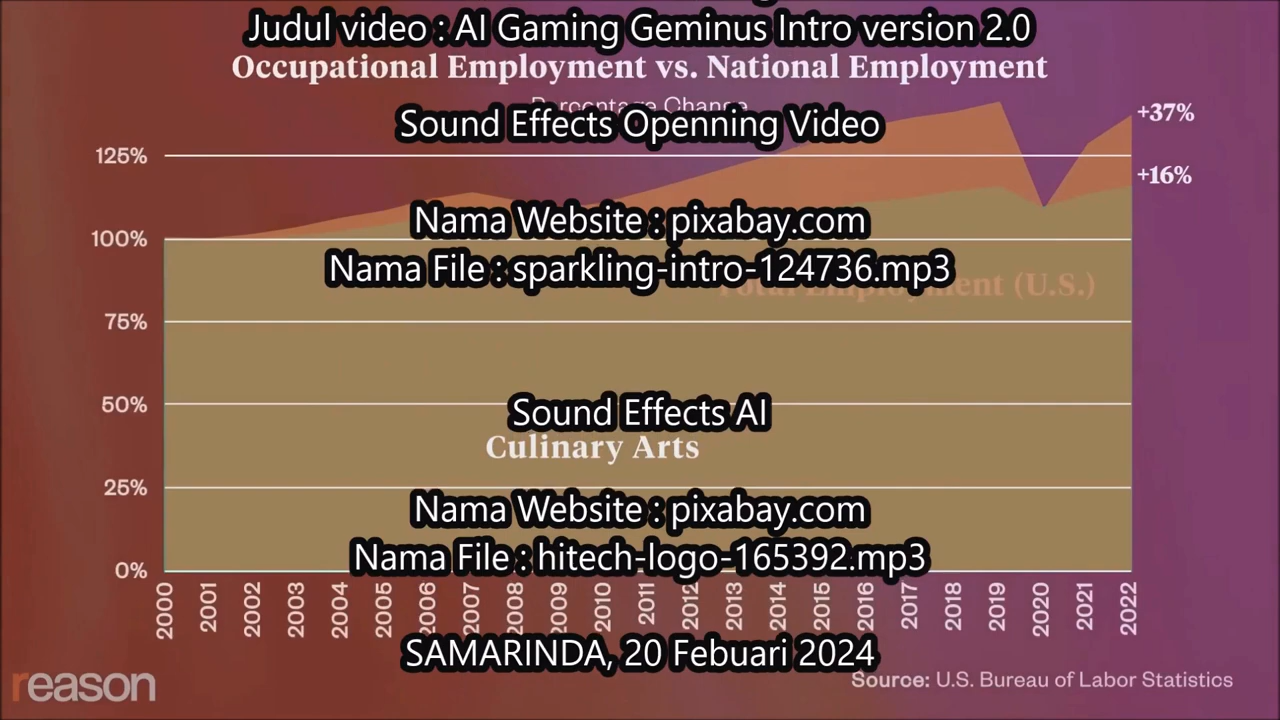 Judul video : AI Gaming Geminus Intro version 2.0
Occupational Employment vs. National Employment
Percentage Change
Sound Effects Openning Video
+37%
125%
+16%
Nama Website : pixabay.com
100%
Nama File : sparkling-intro-124736.mp3
Total Employment (U.S.)
75%
50%
Sound Effects AI
Culinary Arts
25%
Nama Website : pixabay.com
Nama File : hitech-logo-165392.mp3
0%
2000 2001 2002 2003 2004 2005 2006 2007 2008 2009 2010 2011 2012 2013 2014 2015 2016 2017 2018 2019 2020 2021 2022
SAMARINDA, 20 Febuari 2024
reason
Source: U.S. Bureau of Labor Statistics